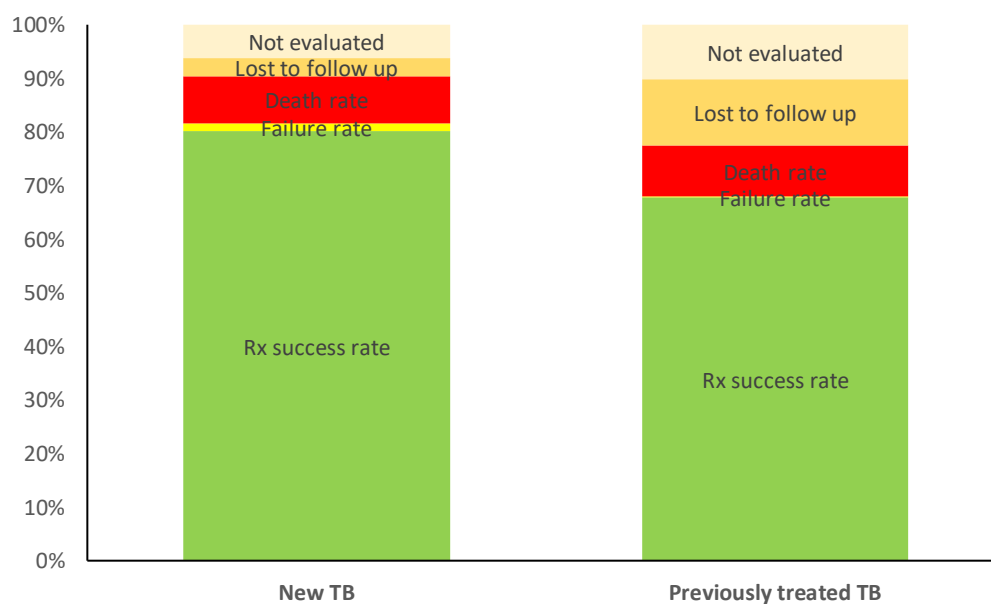 100%
90%
80%
70%
60%
50%
40%
30%
20%
10%
0%
Not evaluated
Lost to follow up
Death rate
Failure rate
Rx success rate
Not evaluated
Lost to follow up
Death rate
Failure rate
Rx success rate
New TB
Previously treated TB